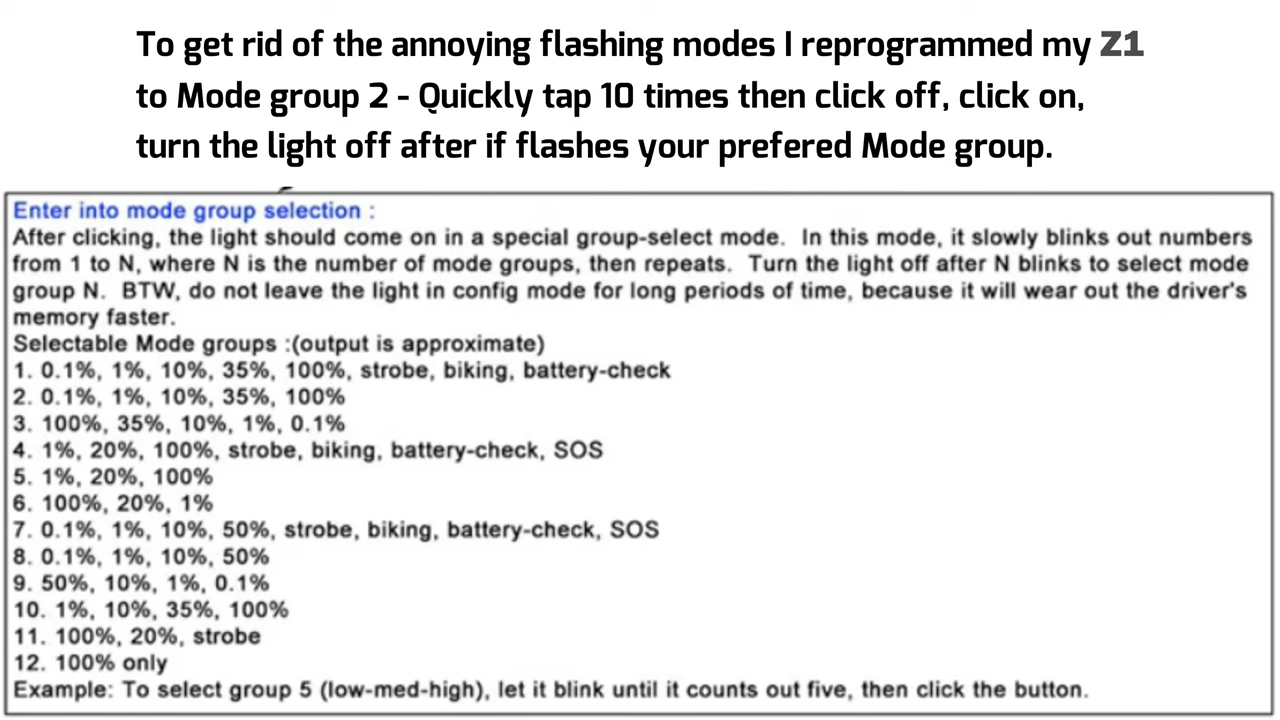 To get rid of the annoying flashing modes I reprogrammed my Z1
to Mode group 2 - Quickly tap 10 times then click off, click on,
turn the light off after if flashes your prefered Mode group.
Enter into mode group selection :
After clicking, the light should come on in a special group-select mode. In this mode, it slowly blinks out numbers
from 1 to N, where N is the number of mode groups, then repeats. Turn the light off after N blinks to select mode
group N. BTW, do not leave the light in config mode for long periods of time, because it will wear out the driver's
memory faster.
Selectable Mode groups :(output is approximate)
1. 0.1%, 1%, 10%, 35%, 100%, strobe, biking, battery-check
2. 0.1%, 1%, 10%, 35%, 100%
3. 100%, 35%, 10%, 1%, 0.1%
4. 1%, 20%, 100%, strobe, biking, battery-check, SOS
5. 1%, 20%, 100%
6. 100%, 20%, 1%
7. 0.1%, 1%, 10%, 50%, strobe, biking, battery-check, SOS
8. 0.1%, 1%, 10%, 50%
9. 50%, 10%, 1%, 0.1%
10. 1%, 10%, 35%, 100%
11. 100%, 20%, strobe
12. 100% only
Example: To select group 5 (low-med-high), let it blink until it counts out five, then click the button.